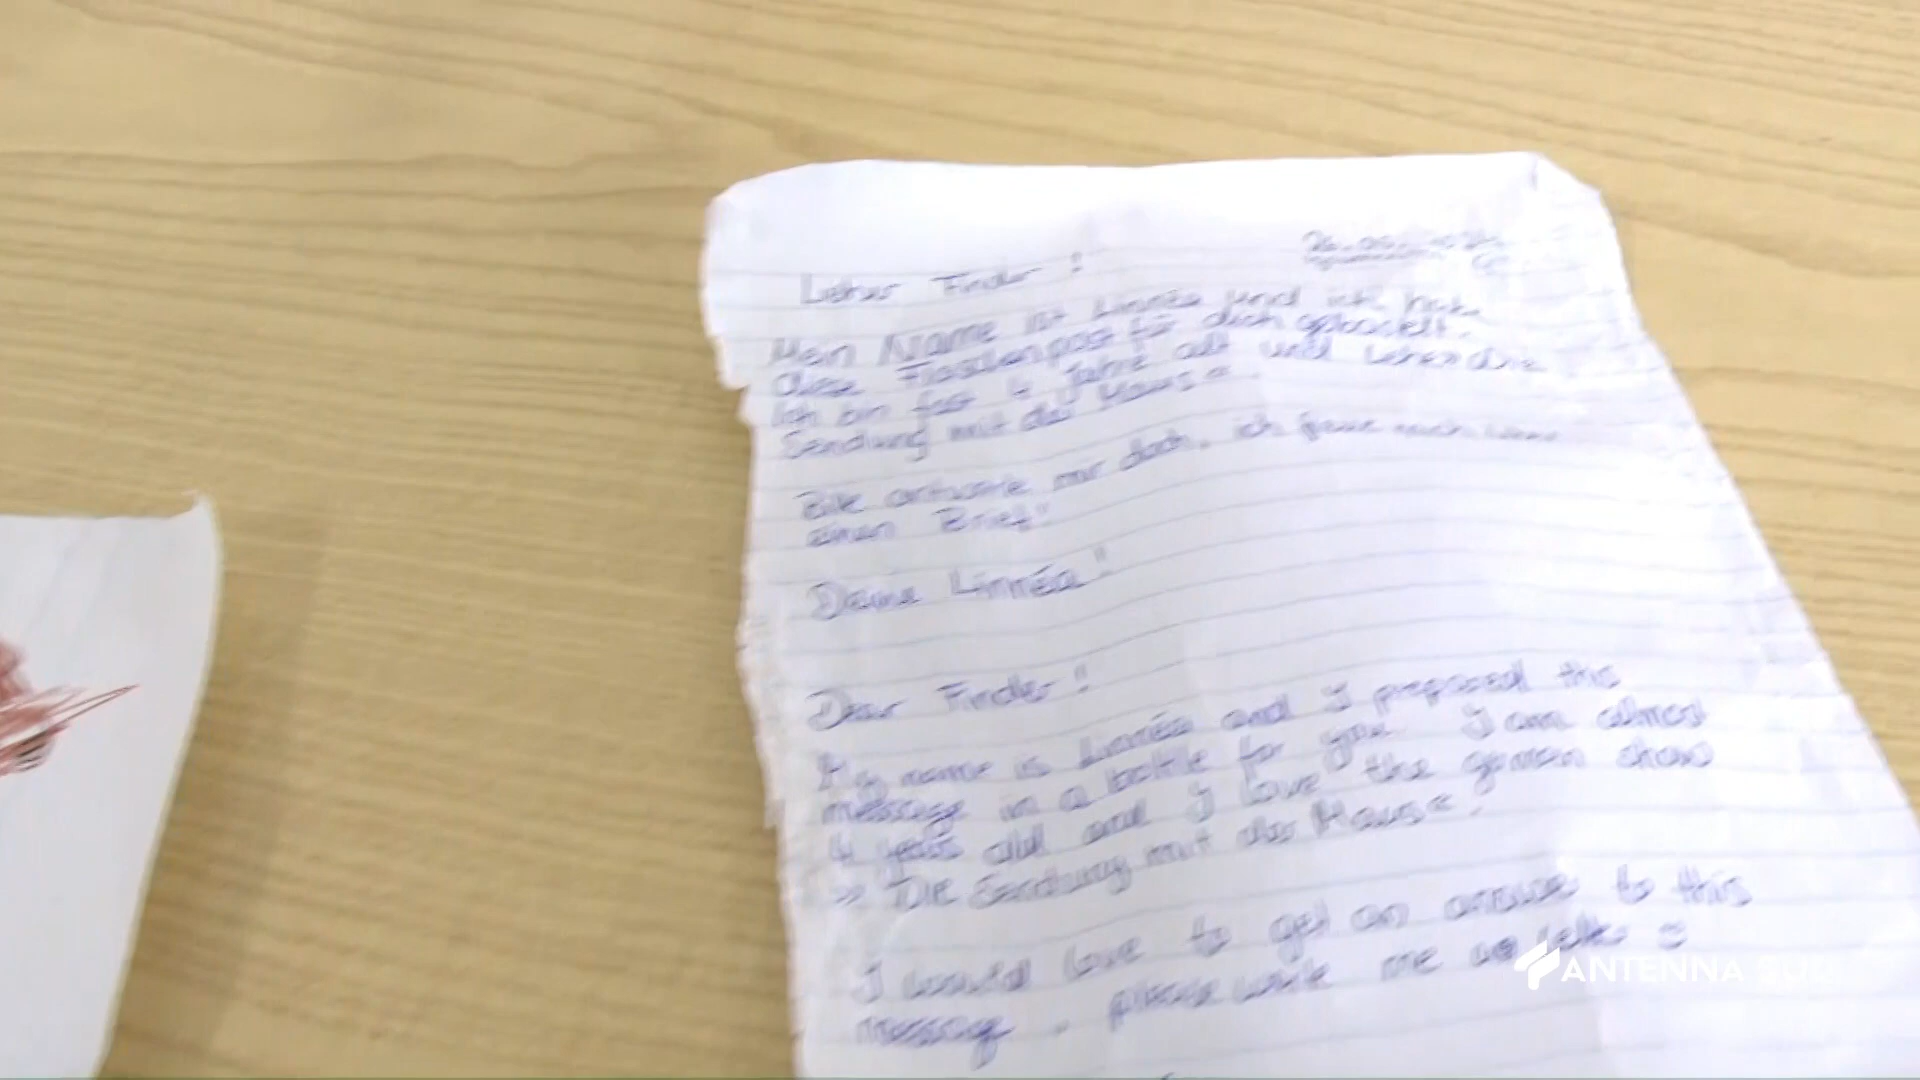 Lieber Finder!
Mein Name ist Linnéa und ich habe
diese Flaschenpost für dich gebastelt.
Ich bin fast 4 Jahre alt und liebe die
Sendung mit der Maus".
Bitte antworte mir doch, ich freue mich
einen Brief!
Deine Linnéa!
Dear Finder!
My name is Linnéa and I prepared this
message in a bottle for you. I am almost
4 years old and I love the german show
>> Die Sendung mit der Maus".
I would love to get an answer to this
message. please write me a letter
ANTENNA SUD